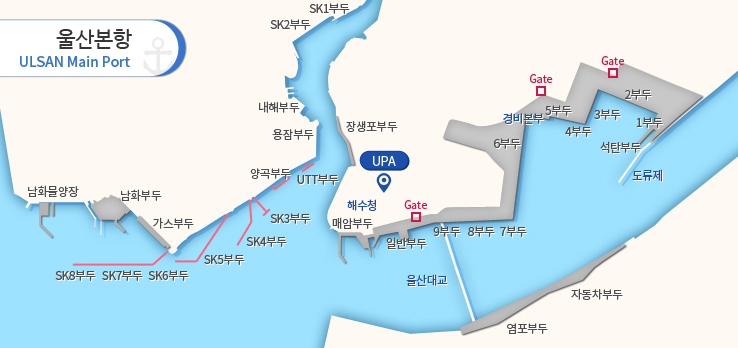 울산본항
ULSAN Main Port
SK1부두
SK2부두
Gate
Gate
내해부두
용잠부두
장생포부두
경비본부
5부두
2부두
3부두
1부두
4부두
6부두
석탄부두
양곡부두
UTT부두
UPA
도류제
남화물양장
남화부두
해수청
Gate
가스부두
SK3부두
매암부두
일반부두
9부두
8부두
7부두
SK4부두
SK5부두
SK8부두
SK7부두
SK6부두
울산대교
자동차부두
염포부두